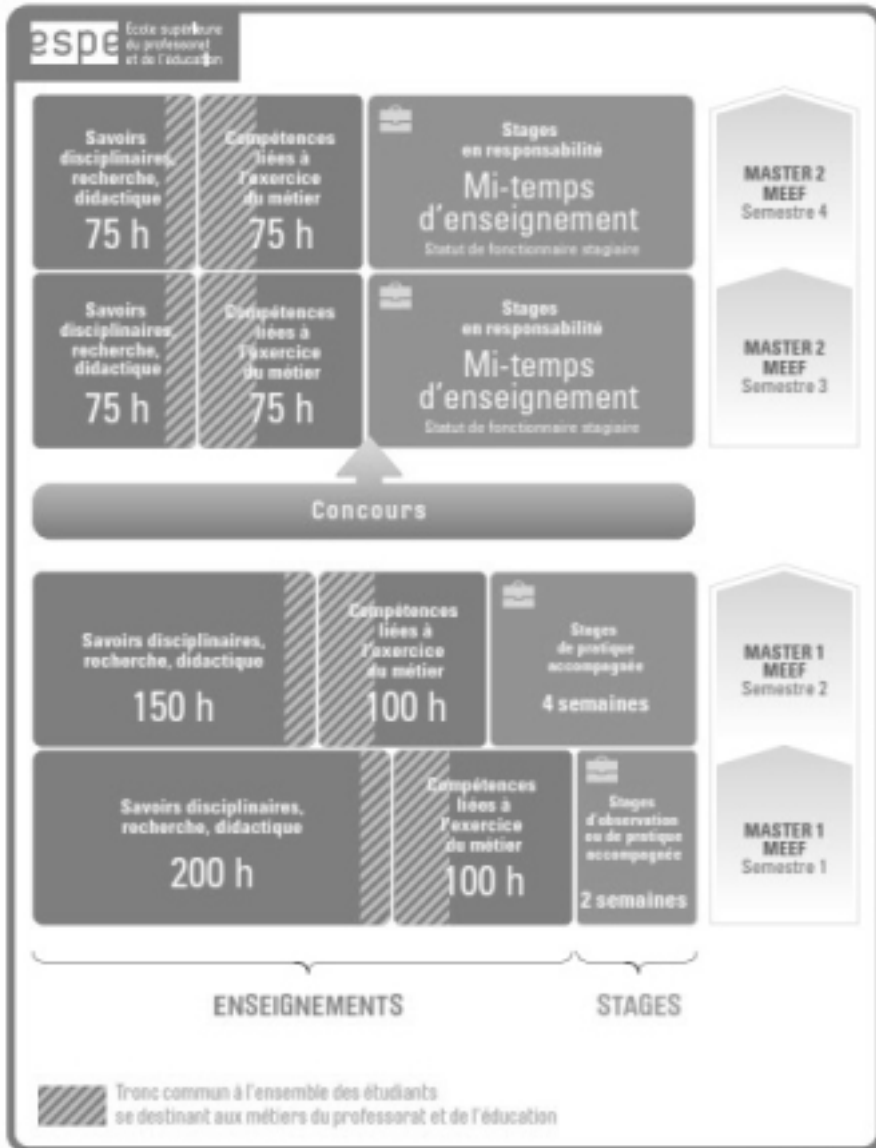 espe
École supérieure
du professorat
et de l'éducation
Savoirs
disciplinaires,
recherche,
didactique
75 h
Compétences
liées à
l'exercice
du métier
75 h
Stages
en responsabilité
Mi-temps
d'enseignement
Statut de fonctionnaire stagiaire
MASTER 2
MEEF
Semestre 4
Savoirs
disciplinaires,
recherche,
didactique
75 h
Compétences
liées à
l'exercice
du métier
75 h
Stages
en responsabilité
Mi-temps
d'enseignement
Statut de fonctionnaire stagiaire
MASTER 2
MEEF
Semestre 3
Concours
Savoirs disciplinaires,
recherche, didactique
150 h
Compétences
liées à
l'exercice
du métier
100 h
Stages
de pratique
accompagnée
4 semaines
MASTER 1
MEEF
Semestre 2
Savoirs disciplinaires,
recherche, didactique
200 h
Compétences
liées à
l'exercice
du métier
100 h
Stages
d'observation
ou de pratique
accompagnée
2 semaines
MASTER 1
MEEF
Semestre 1
ENSEIGNEMENTS
STAGES
Tronc commun à l'ensemble des étudiants
se destinant aux métiers du professorat et de l'éducation